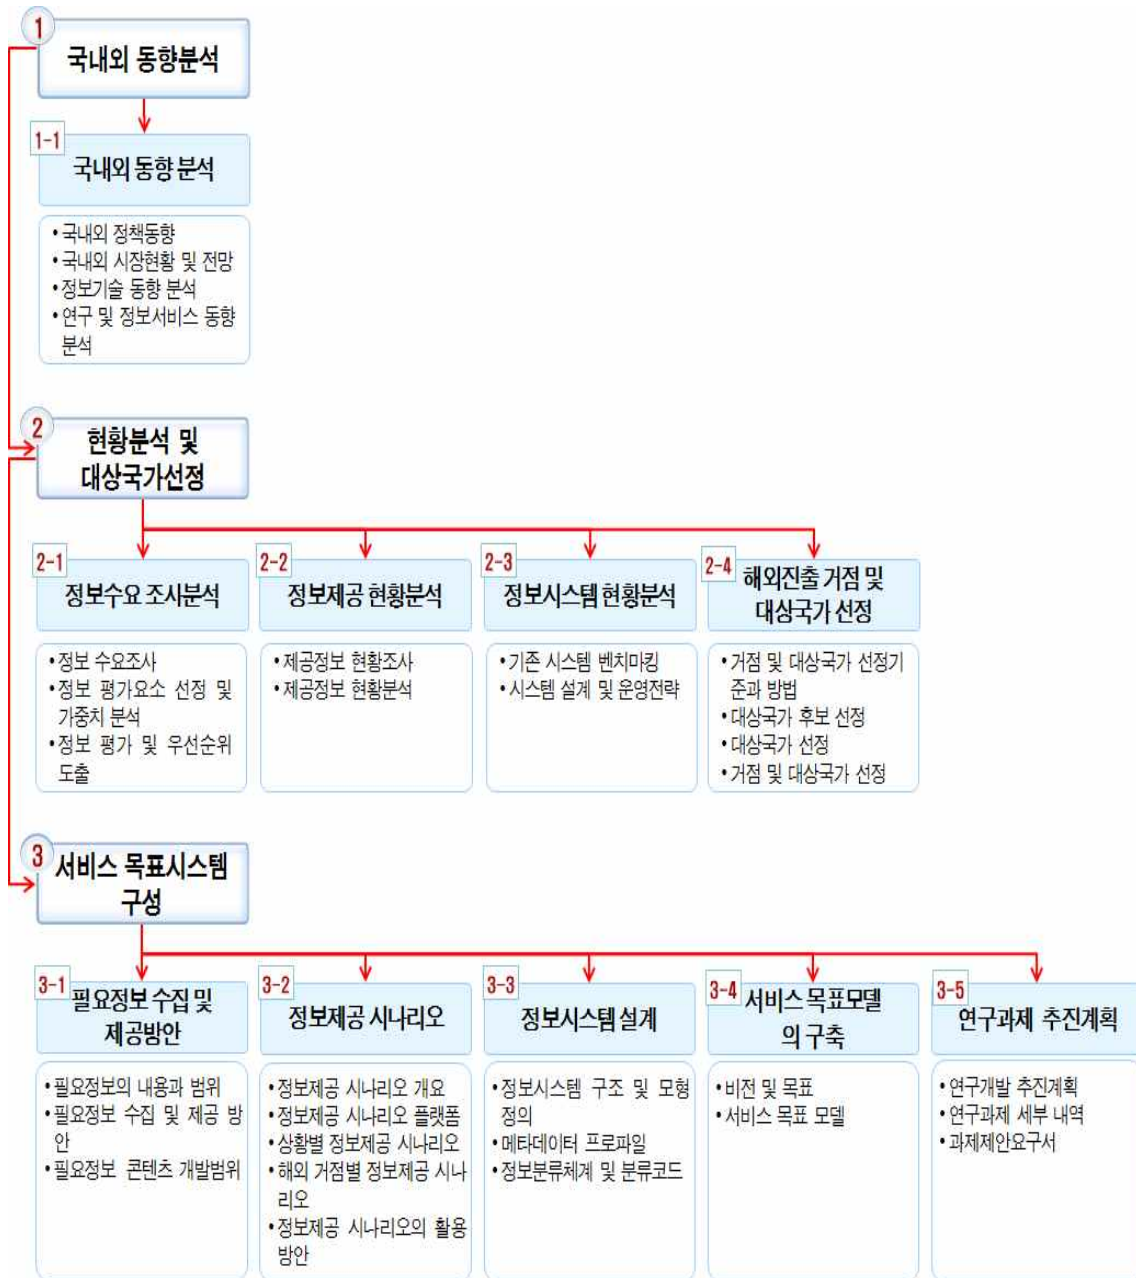 1
국내외 동향분석
1-1
국내외 동향 분석
• 국내외 정책동향
• 국내외 시장현황 및 전망
• 정보기술 동향 분석
• 연구 및 정보서비스 동향
분석
2
현황분석 및
대상국가선정
2-1
정보수요 조사분석
• 정보 수요조사
• 정보 평가요소 선정 및
가중치 분석
• 정보 평가 및 우선순위
도출
2-2
정보제공 현황분석
• 제공정보 현황조사
• 제공정보 현황분석
2-3
정보시스템 현황분석
• 기존 시스템 벤치마킹
• 시스템 설계 및 운영전략
2-4
해외진출 거점 및
대상국가 선정
• 거점 및 대상국가 선정기
준과 방법
• 대상국가 후보 선정
• 대상국가 선정
• 거점 및 대상국가 선정
3
서비스 목표시스템
구성
3-1
필요정보 수집 및
제공방안
• 필요정보의 내용과 범위
• 필요정보 수집 및 제공 방
안
• 필요정보 콘텐츠 개발범위
3-2
정보제공 시나리오
• 정보제공 시나리오 개요
• 정보제공 시나리오 플랫폼
• 상황별 정보제공 시나리오
• 해외 거점별 정보제공 시나
리오
• 정보제공 시나리오의 활용
방안
3-3
정보시스템 설계
• 정보시스템 구조 및 모형
정의
• 메타데이터 프로파일
• 정보분류체계 및 분류코드
3-4
서비스 목표모델
의 구축
• 비전 및 목표
• 서비스 목표 모델
3-5
연구과제 추진계획
• 연구개발 추진계획
• 연구과제 세부 내역
• 과제제안요구서